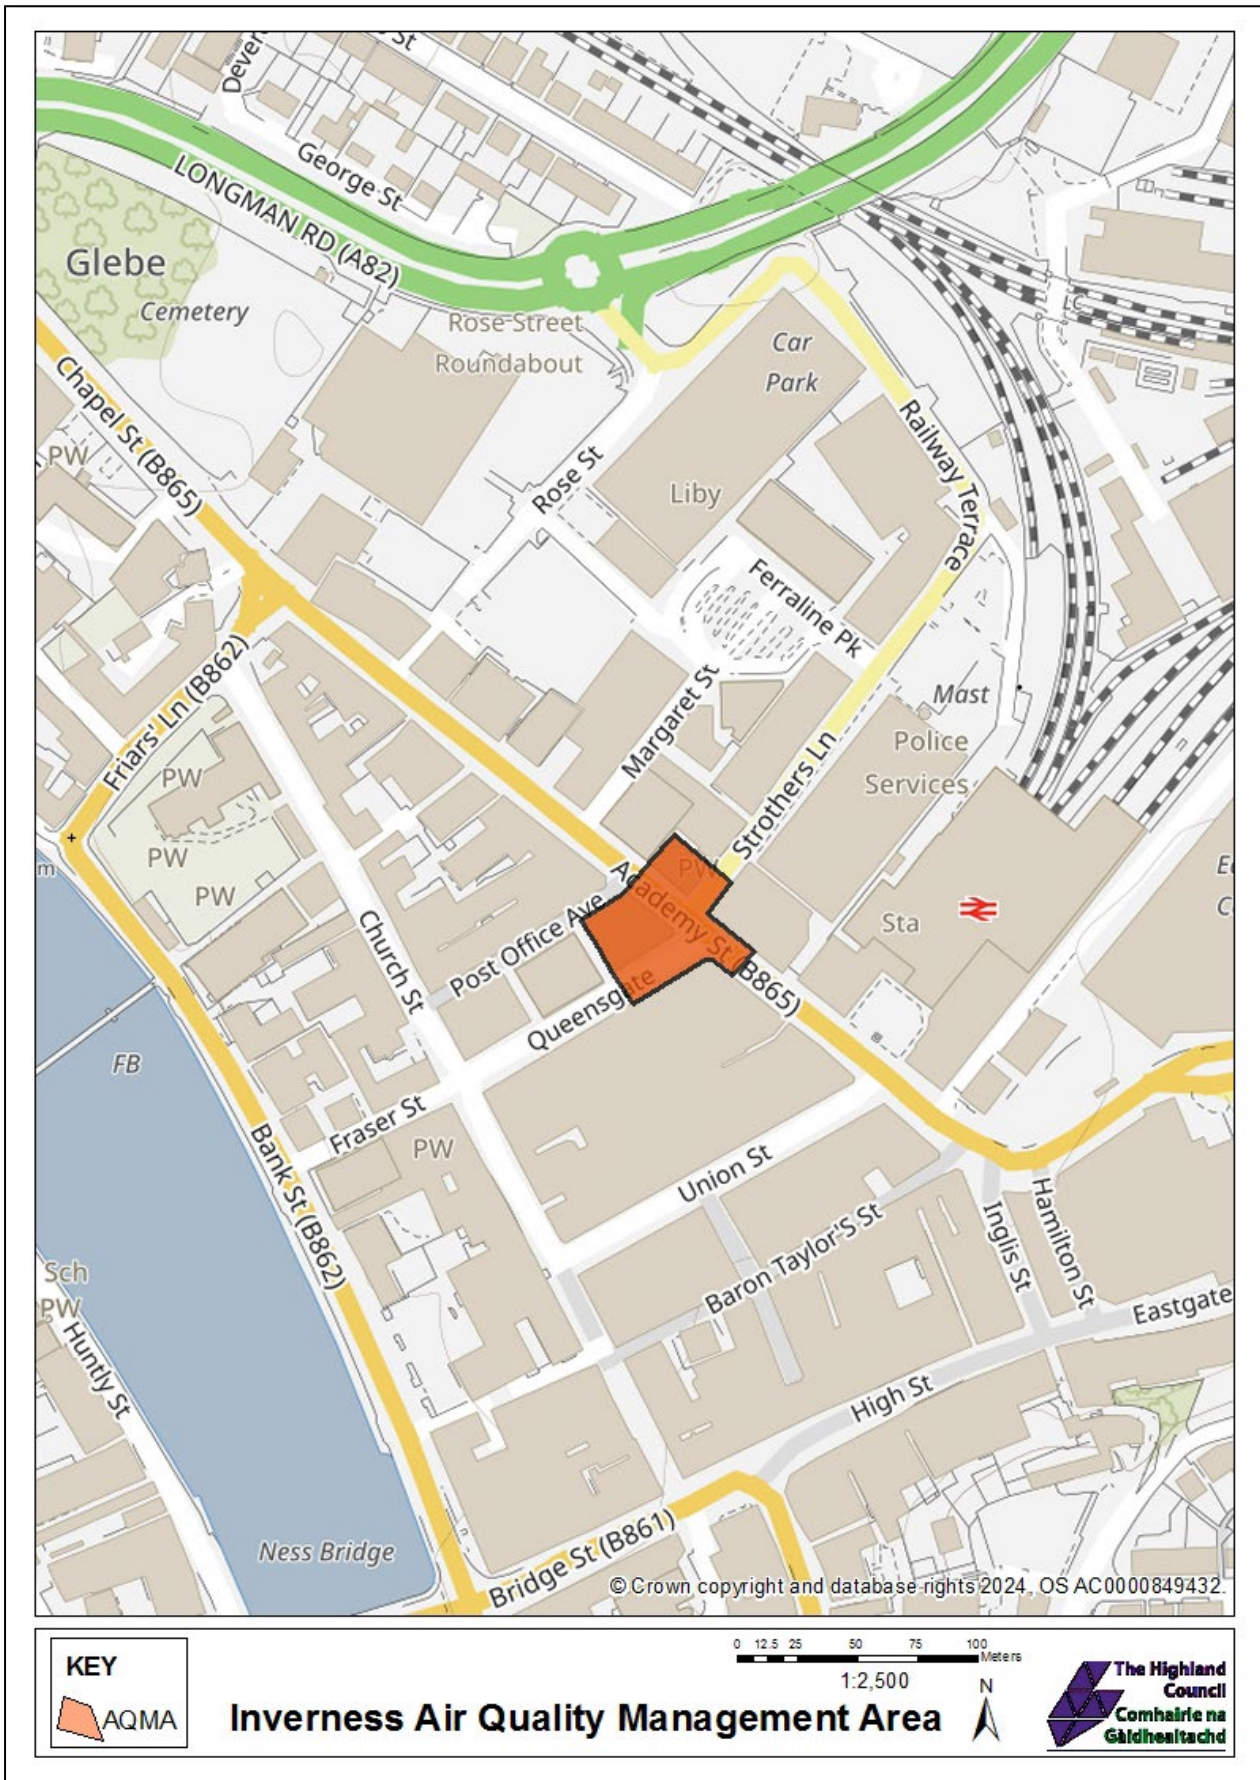 St
Dever
George St
LONGMAN RD (A82)
Glebe
Cemetery
Rose Street
Roundabout
Car
Park
LC
Chapel St (B865)
PW
Railway Terrace
Rose St
Liby
Ferraline Pk
Friars' Ln (B862)
Margaret St
Mast
PW
Police
Services
Strothers Ln
PW
PW
m
PW
Academy St (B865)
Sta
Post Office Ave
Church St
Queensgate
FB
Fraser St
PW
Bank St (B862)
Union St
Baron Taylor'S St
Inglis St
Hamilton St
Eastgate
Sch
PW
Huntly St
High St
Ness Bridge
Bridge St (B861)
© Crown copyright and database rights 2024, OS AC0000849432.
KEY
AQMA
Inverness Air Quality Management Area
0 12.5 25 50 75 100
Meters
1:2,500
N
The Highland
Council
Comhairle na
Gàidhealtachd